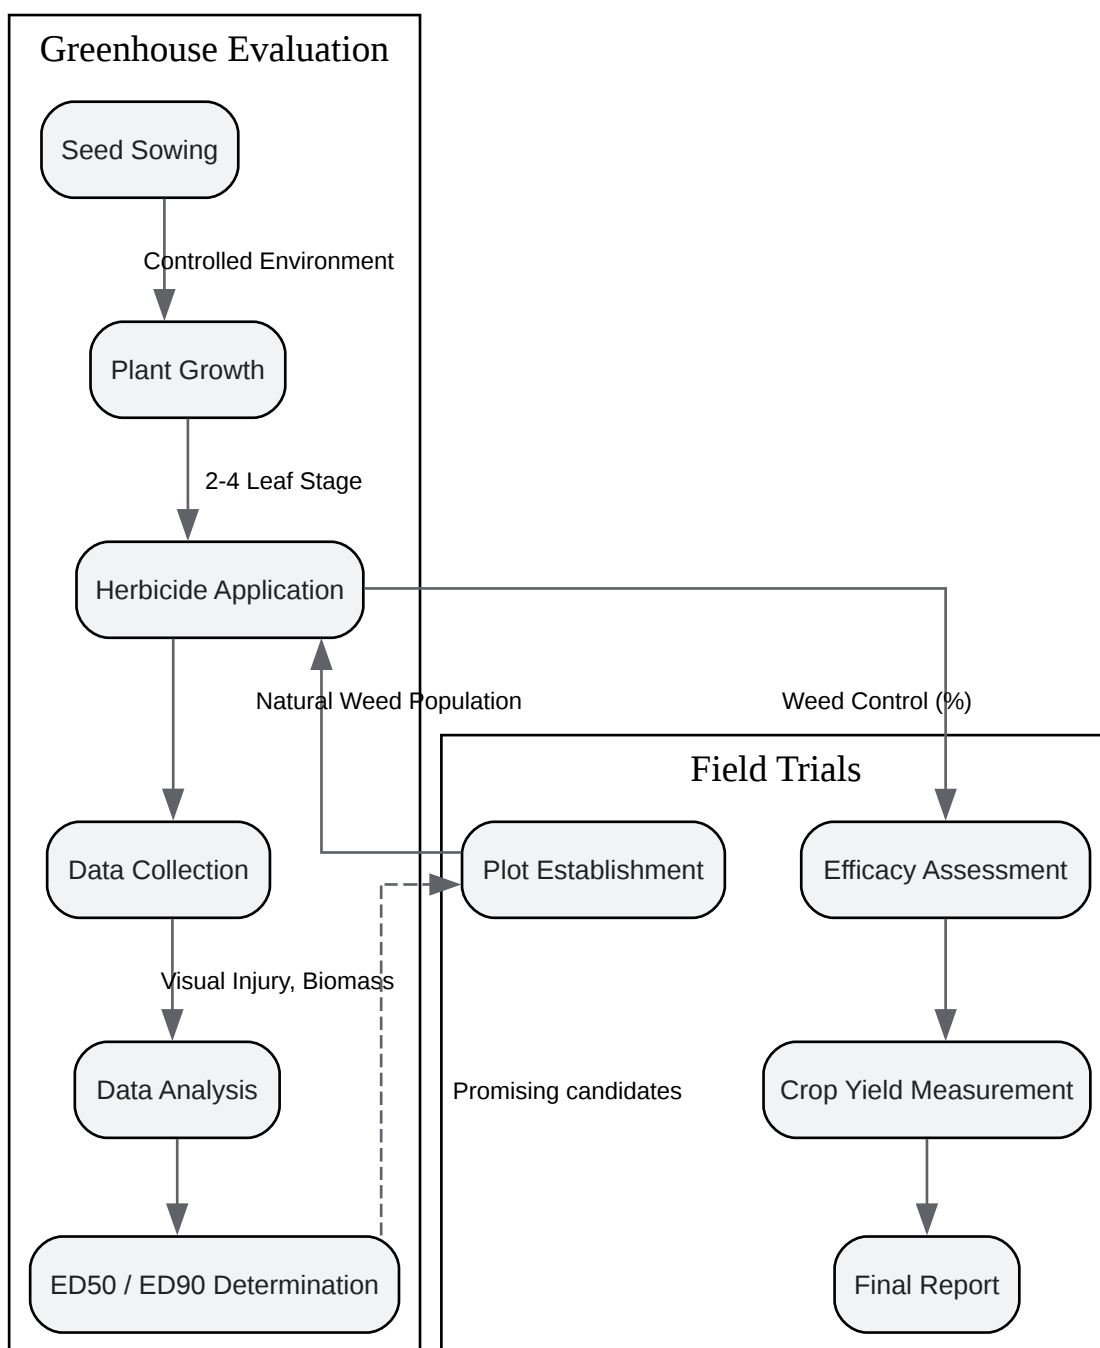 Greenhouse Evaluation
Seed Sowing
Controlled Environment
Plant Growth
2-4 Leaf Stage
Herbicide Application
Natural Weed Population
Weed Control (%)
Field Trials
Data Collection
Plot Establishment
Efficacy Assessment
Visual Injury, Biomass
Data Analysis
Promising candidates
Crop Yield Measurement
ED50 / ED90 Determination
Final Report